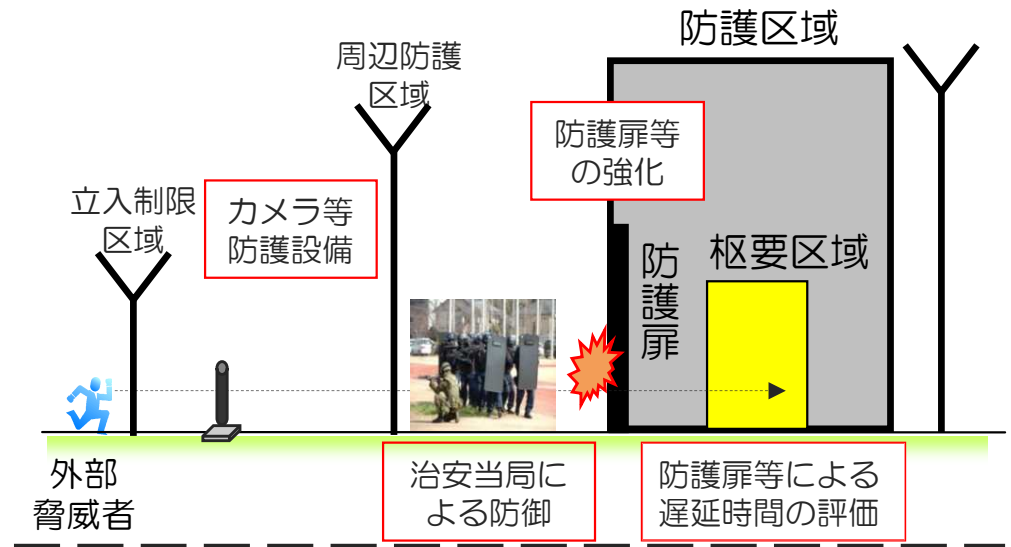 防護区域
周辺防護
区域
防護扉等
の強化
立入制限
区域
カメラ等
防護設備
防護扉
枢要区域
外部
脅威者
治安当局に
よる防御
防護扉等による
遅延時間の評価